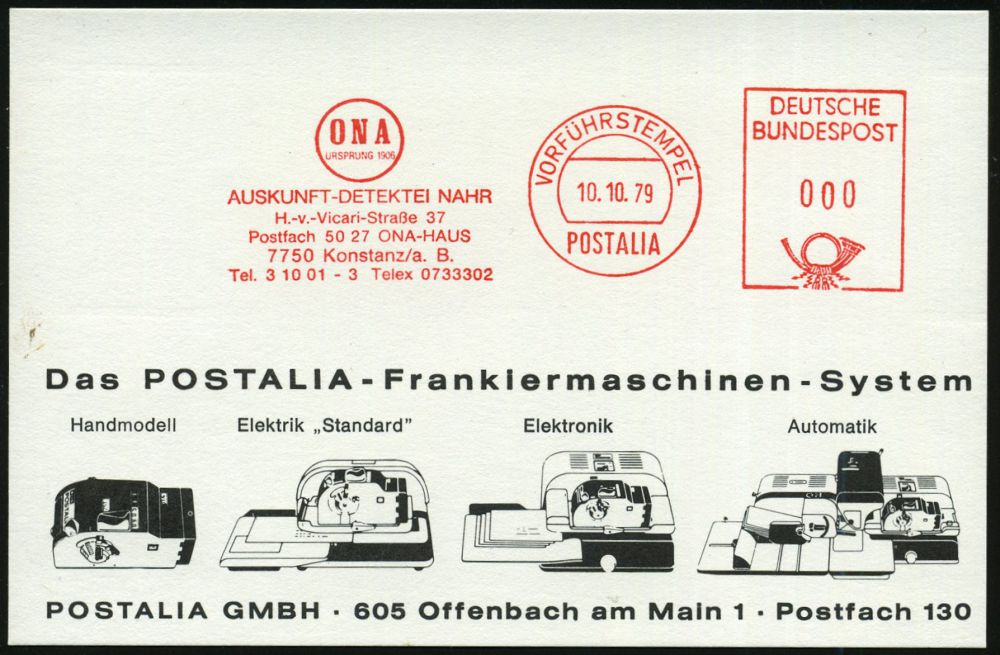 ONA
URSPRUNG 1906
AUSKUNFT-DETEKTEI NAHR
H.-v.-Vicari-Straße 37
Postfach 50 27 ONA-HAUS
7750 Konstanz/a. B.
Tel. 3 10 01 - 3 Telex 0733302
VORFÜHRSTEMPEL
10.10.79
POSTALIA
DEUTSCHE
BUNDESPOST
000
Das POSTALIA-Frankiermaschinen-System
Handmodell
Elektrik „Standard"
Elektronik
Automatik
POSTALIA GMBH · 605 Offenbach am Main 1 · Postfach 130